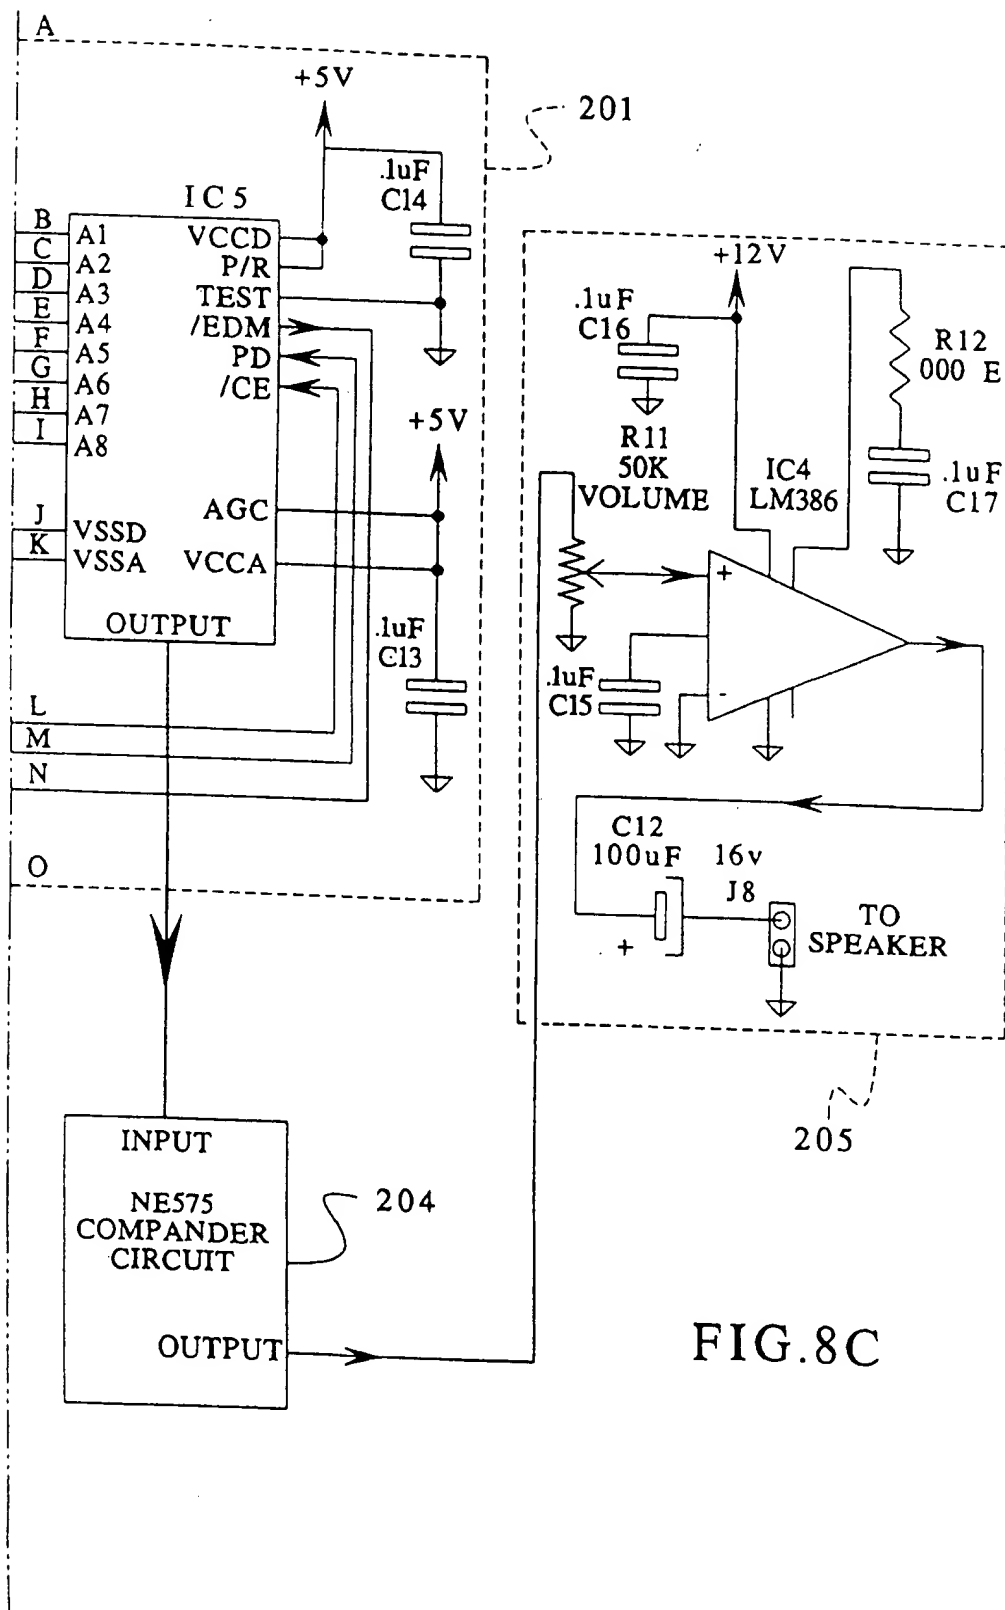 A
+5V
201
.1uF
C14
IC5
B
C
D
E
F
G
H
I
A1
A2
A3
A4
A5
A6
A7
A8
VCCD
P/R
TEST
/EDM
PD
/CE
+5V
J
K
VSSD
VSSA
AGC
VCCA
OUTPUT
.1uF
C13
L
M
N
O
+12V
.1uF
C16
R12
000 E
R11
50K
VOLUME
IC4
LM386
.1uF
C17
+
-
.1uF
C15
C12
100uF
16v
J8
+
TO
SPEAKER
205
INPUT
NE575
COMPANDER
CIRCUIT
204
OUTPUT
FIG.8C